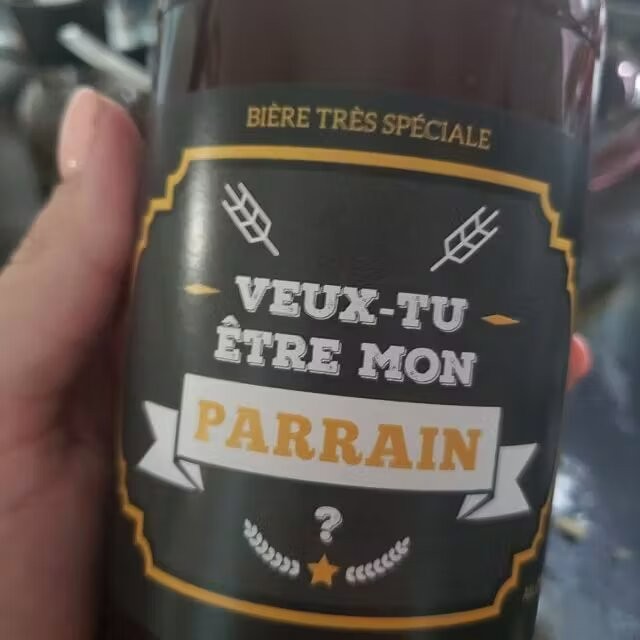 BIÈRE TRÈS SPÉCIALE
VEUX-TU
ÊTRE MON
PARRAIN
?